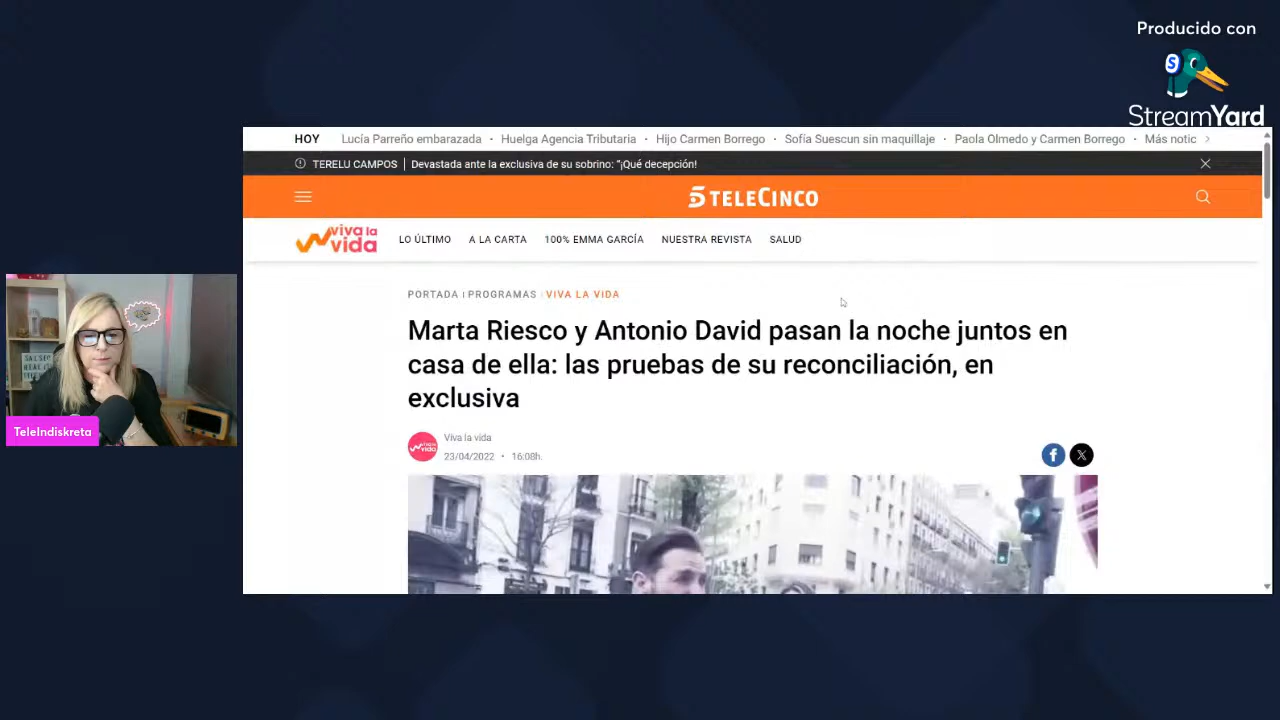 Producido con
StreamYard
HOY Lucía Parreño embarazada · Huelga Agencia Tributaria · Hijo Carmen Borrego · Sofía Suescun sin maquillaje · Paola Olmedo y Carmen Borrego · Más notic
TERELU CAMPOS | Devastada ante la exclusiva de su sobrino: "¡Qué decepción!
TELECINCO
viva la vida LO ÚLTIMO A LA CARTA 100% EMMA GARCÍA NUESTRA REVISTA SALUD
PORTADA | PROGRAMAS | VIVA LA VIDA
Marta Riesco y Antonio David pasan la noche juntos en
casa de ella: las pruebas de su reconciliación, en
exclusiva
Viva la vida
23/04/2022 · 16:08h.
TeleIndiskreta